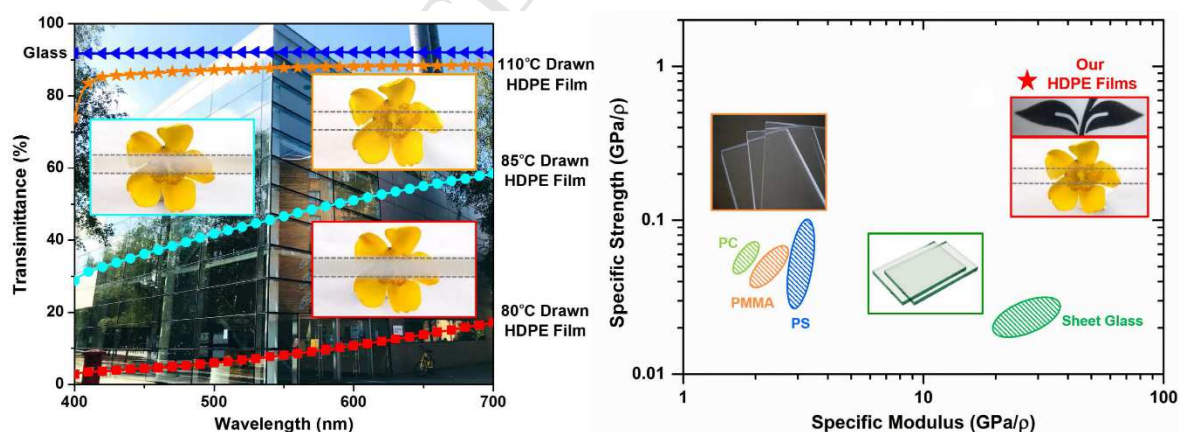 100
80
60
40
20
0
Glass
Transimittance (%)
400
500
600
700
Wavelength (nm)
110°C Drawn
HDPE Film
85°C Drawn
HDPE Film
80°C Drawn
HDPE Film
1
0.1
0.01
Specific Strength (GPa/ρ)
1
10
100
Specific Modulus (GPa/ρ)
Our
HDPE Films
PC
PMMA
PS
Sheet Glass